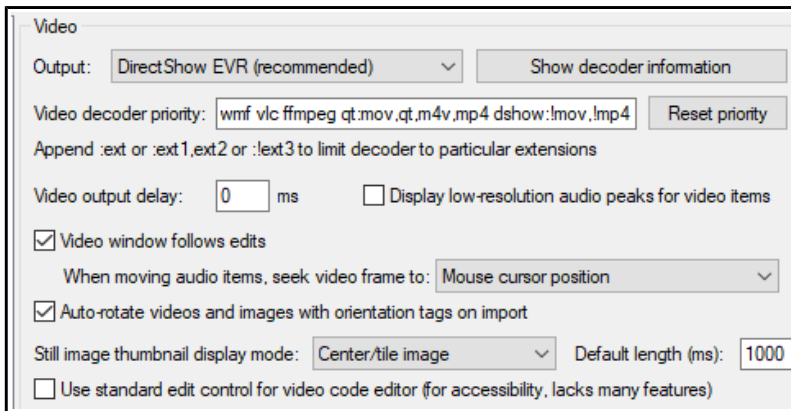 Video
Output: DirectShow EVR (recommended) Show decoder information
Video decoder priority: wmf vlc ffmpeg qt:mov,qt,m4v,mp4 dshow:!mov,!mp4 Reset priority
Append :ext or :ext1,ext2 or :!ext3 to limit decoder to particular extensions
Video output delay: 0 ms Display low-resolution audio peaks for video items
Video window follows edits
When moving audio items, seek video frame to: Mouse cursor position
Auto-rotate videos and images with orientation tags on import
Still image thumbnail display mode: Center/tile image Default length (ms): 1000
Use standard edit control for video code editor (for accessibility, lacks many features)